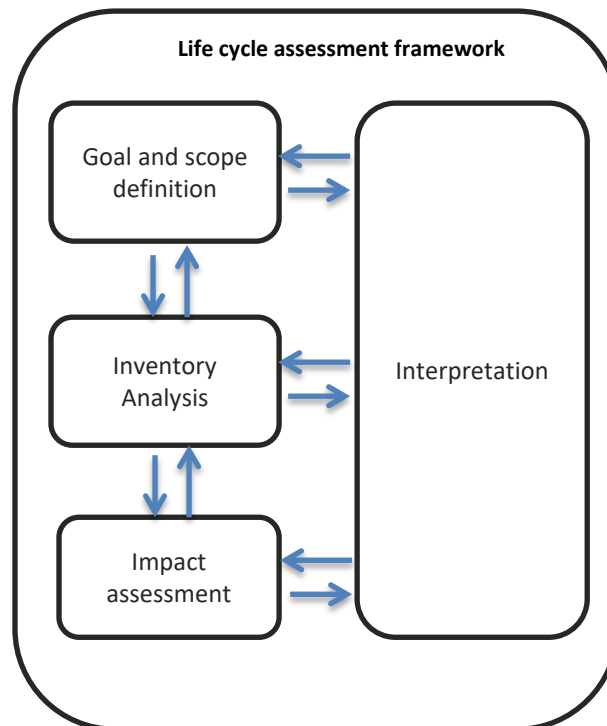 Life cycle assessment framework
Goal and scope
definition
Inventory
Analysis
Interpretation
Impact
assessment